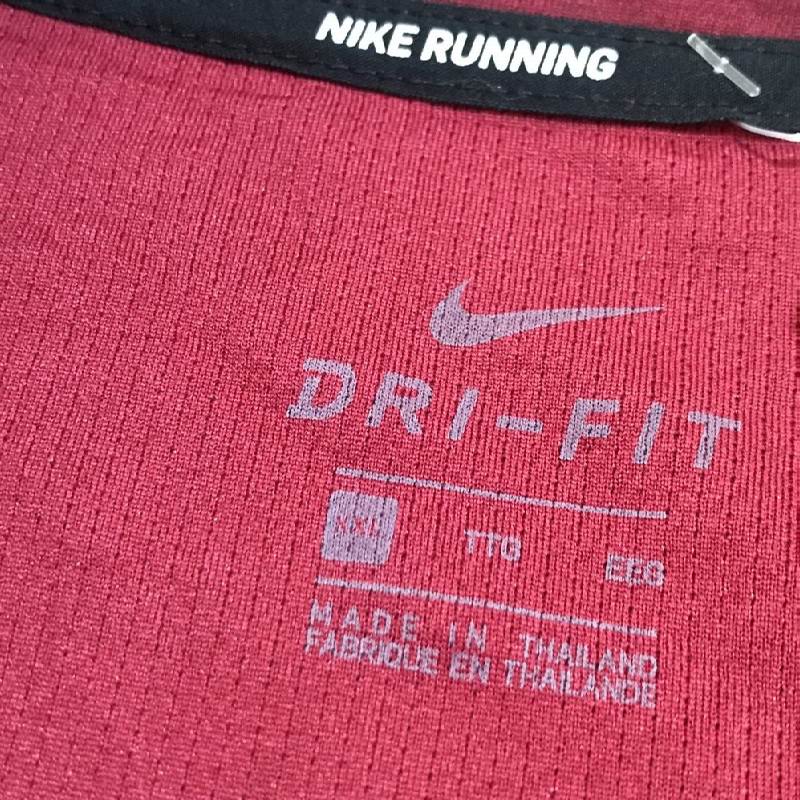 NIKE RUNNING
DRI-FIT
XXL TTG EEG
MADE IN THAILAND
FABRIQUE EN THAILANDE